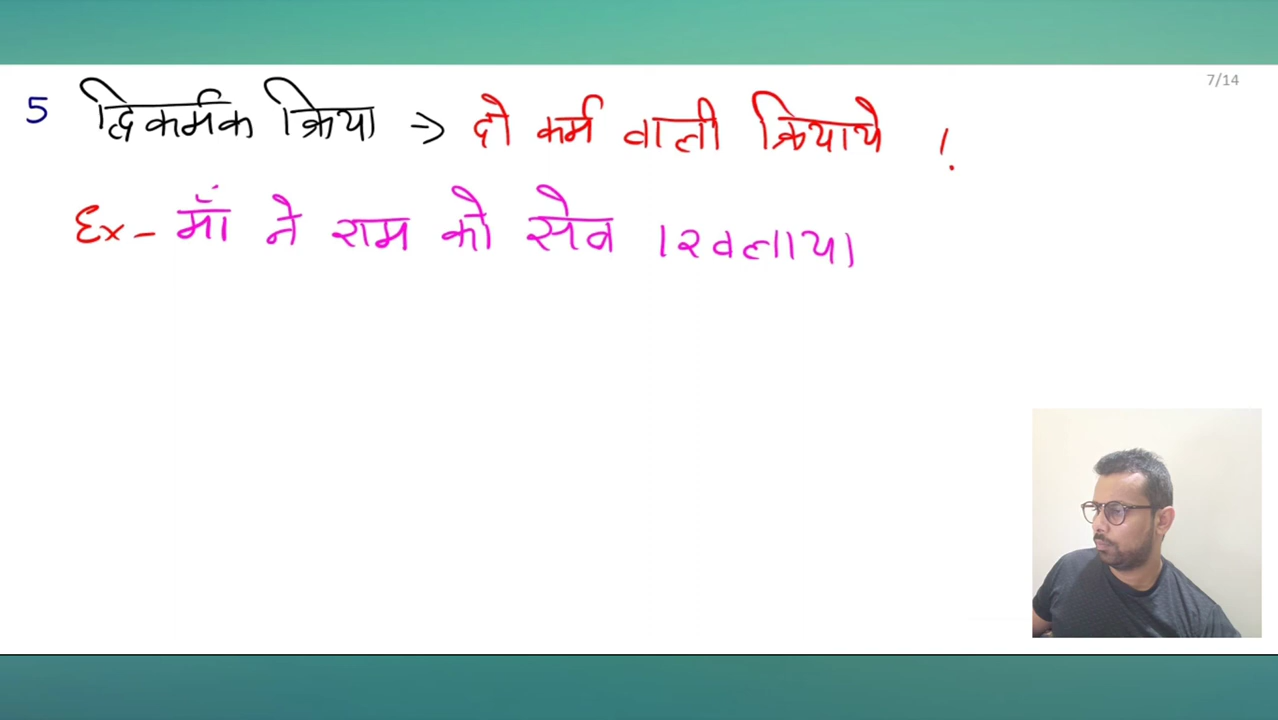 7/14
5 द्विकर्मक क्रिया → दो कर्म वाली क्रियाये !
Ex - माँ ने राम को सेव खिलाया